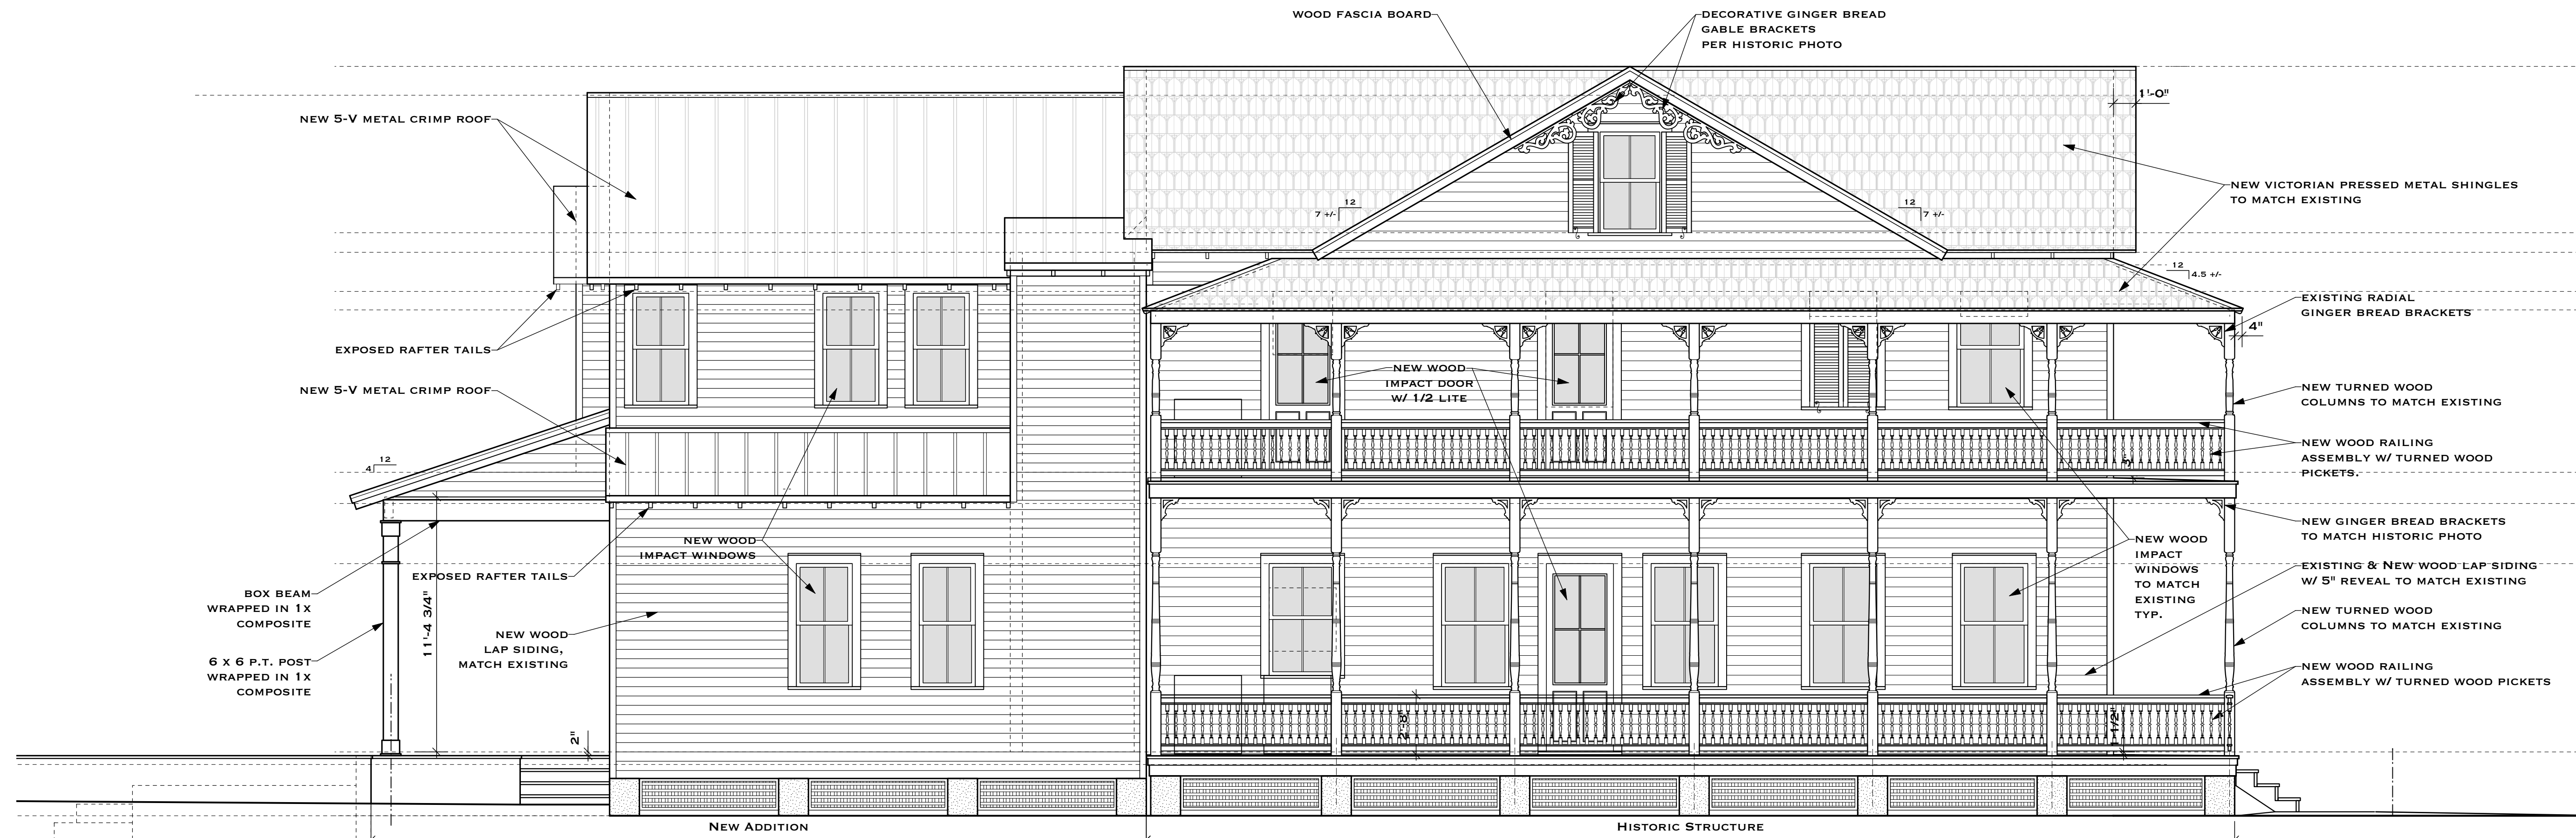 WOOD FASCIA BOARD
DECORATIVE GINGER BREAD
GABLE BRACKETS
PER HISTORIC PHOTO
1'-0"
NEW 5-V METAL CRIMP ROOF
NEW VICTORIAN PRESSED METAL SHINGLES
TO MATCH EXISTING
12
7 +/-
12
7 +/-
12
4.5 +/-
EXISTING RADIAL
GINGER BREAD BRACKETS
4"
EXPOSED RAFTER TAILS
NEW WOOD
IMPACT DOOR
W/ 1/2 LITE
NEW 5-V METAL CRIMP ROOF
NEW TURNED WOOD
COLUMNS TO MATCH EXISTING
NEW WOOD RAILING
ASSEMBLY W/ TURNED WOOD
PICKETS.
12
4
NEW GINGER BREAD BRACKETS
TO MATCH HISTORIC PHOTO
NEW WOOD
IMPACT WINDOWS
NEW WOOD
IMPACT
WINDOWS
TO MATCH
EXISTING
TYP.
EXISTING & NEW WOOD LAP SIDING
W/ 5" REVEAL TO MATCH EXISTING
EXPOSED RAFTER TAILS
BOX BEAM
WRAPPED IN 1X
COMPOSITE
11'-4 3/4"
NEW TURNED WOOD
COLUMNS TO MATCH EXISTING
NEW WOOD
LAP SIDING,
MATCH EXISTING
6 X 6 P.T. POST
WRAPPED IN 1X
COMPOSITE
NEW WOOD RAILING
ASSEMBLY W/ TURNED WOOD PICKETS
2"
2'-8"
1 1/2"
NEW ADDITION
HISTORIC STRUCTURE